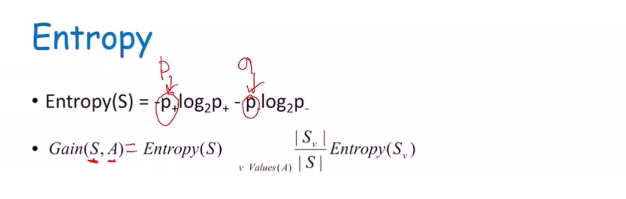 Entropy
p q
• Entropy(S) = -p₊log₂p₊ - p₋log₂p₋
• Gain(S, A) = Entropy(S) |Sᵥ| / |S| Entropy(Sᵥ)
v Values(A)